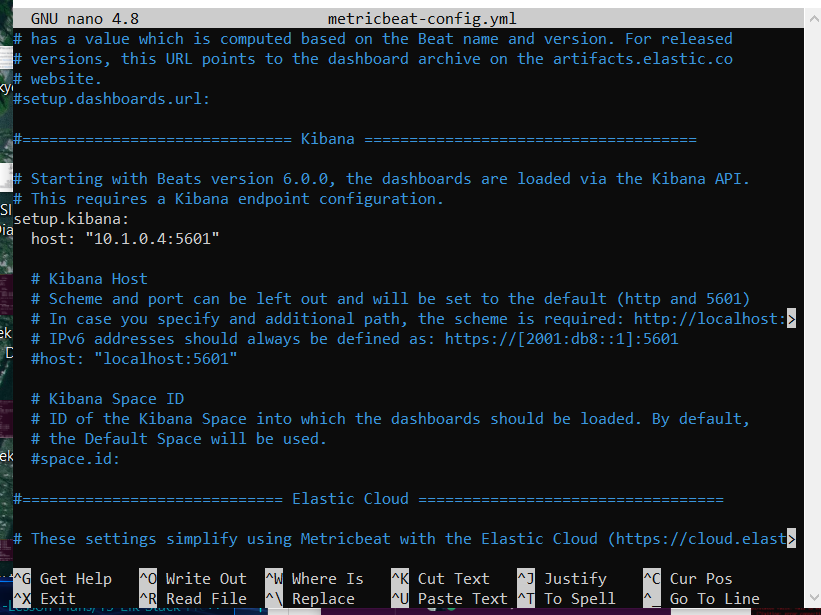 GNU nano 4.8 metricbeat-config.yml
# has a value which is computed based on the Beat name and version. For released
# versions, this URL points to the dashboard archive on the artifacts.elastic.co
# website.
#setup.dashboards.url:
#============================== Kibana =====================================
# Starting with Beats version 6.0.0, the dashboards are loaded via the Kibana API.
# This requires a Kibana endpoint configuration.
setup.kibana:
host: "10.1.0.4:5601"
# Kibana Host
# Scheme and port can be left out and will be set to the default (http and 5601)
# In case you specify and additional path, the scheme is required: http://localhost:>
# IPv6 addresses should always be defined as: https://[2001:db8::1]:5601
#host: "localhost:5601"
# Kibana Space ID
# ID of the Kibana Space into which the dashboards should be loaded. By default,
# the Default Space will be used.
#space.id:
#============================= Elastic Cloud ==================================
# These settings simplify using Metricbeat with the Elastic Cloud (https://cloud.elast>
^G Get Help ^O Write Out ^W Where Is ^K Cut Text ^J Justify ^C Cur Pos
^X Exit ^R Read File ^\ Replace ^U Paste Text ^T To Spell ^_ Go To Line